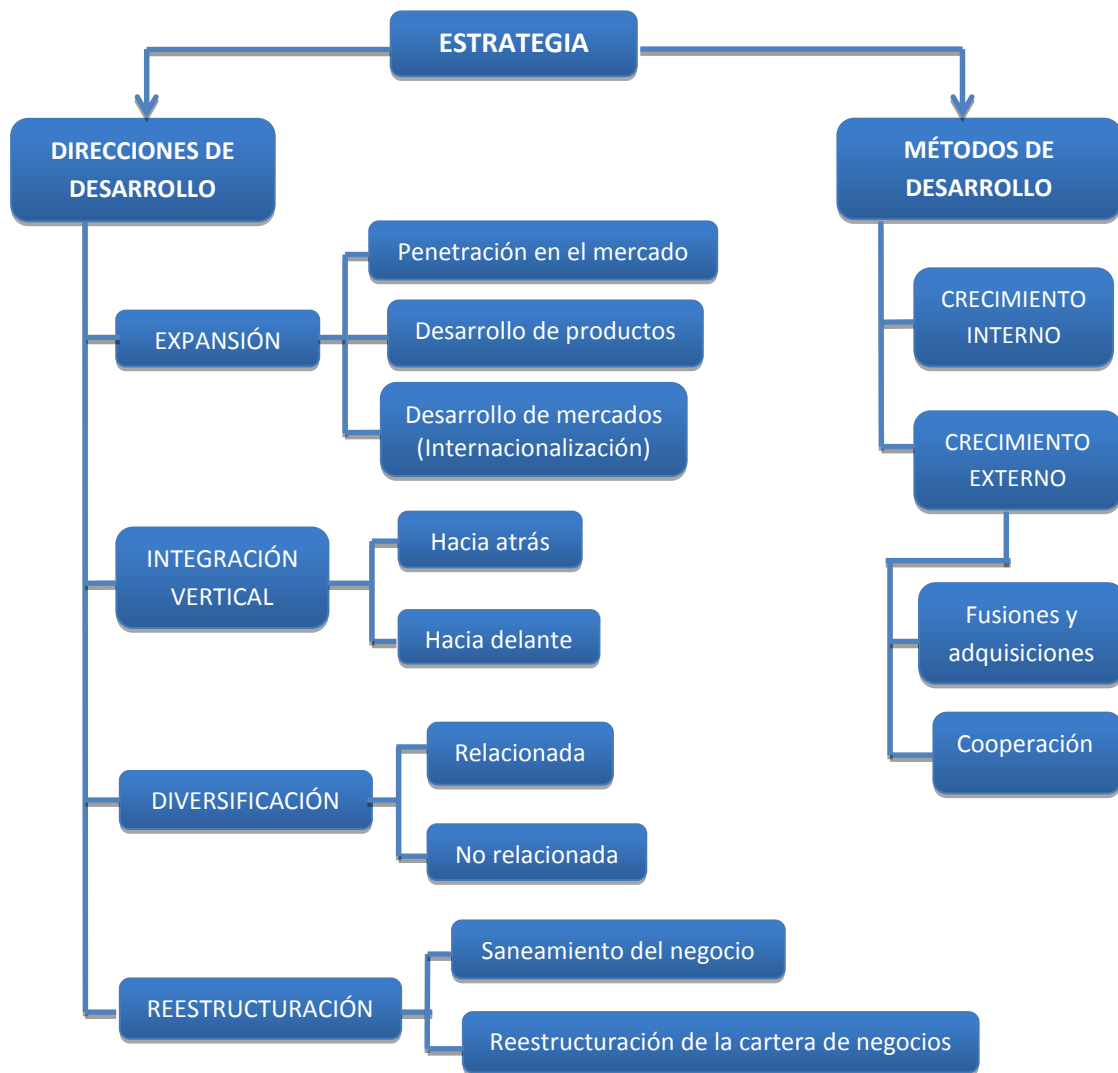 ESTRATEGIA
DIRECCIONES DE
DESARROLLO
EXPANSIÓN
Penetración en el mercado
Desarrollo de productos
Desarrollo de mercados
(Internacionalización)
INTEGRACIÓN
VERTICAL
Hacia atrás
Hacia delante
DIVERSIFICACIÓN
Relacionada
No relacionada
REESTRUCTURACIÓN
Saneamiento del negocio
Reestructuración de la cartera de negocios
MÉTODOS DE
DESARROLLO
CRECIMIENTO
INTERNO
CRECIMIENTO
EXTERNO
Fusiones y
adquisiciones
Cooperación